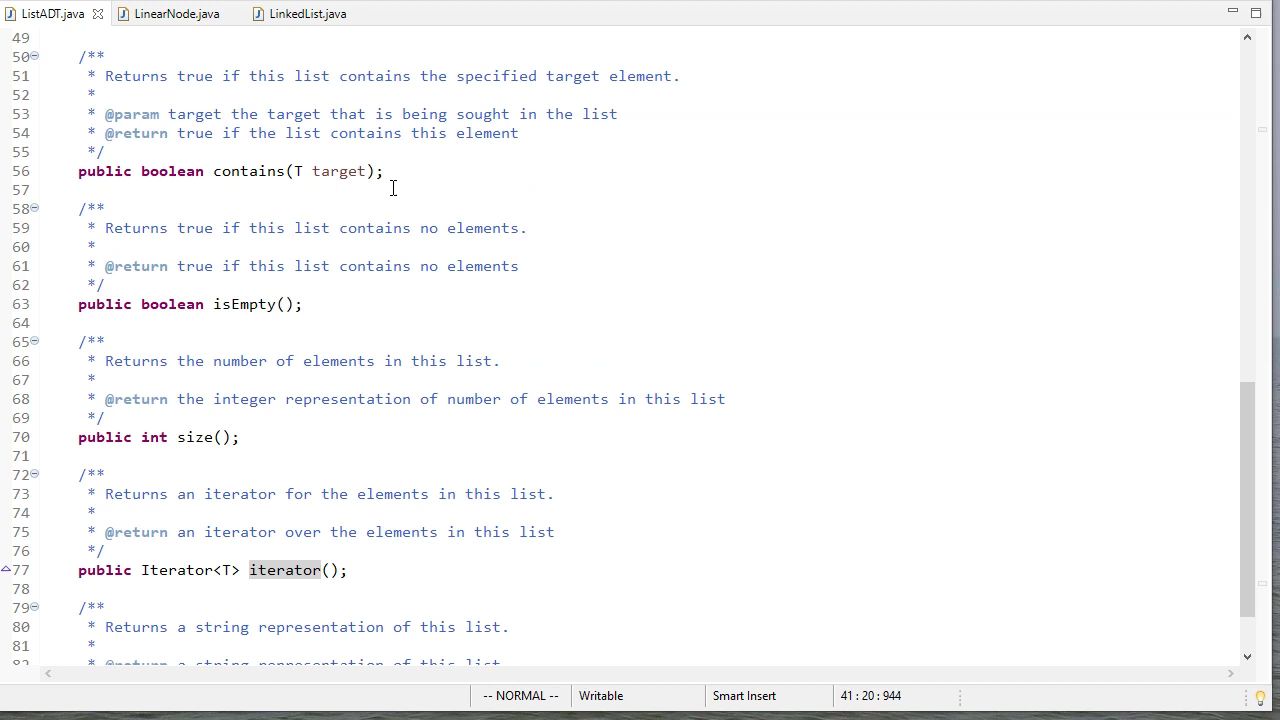 ListADT.java LinearNode.java LinkedList.java
49
50 /**
51 * Returns true if this list contains the specified target element.
52 *
53 * @param target the target that is being sought in the list
54 * @return true if the list contains this element
55 */
56 public boolean contains(T target);
57
58 /**
59 * Returns true if this list contains no elements.
60 *
61 * @return true if this list contains no elements
62 */
63 public boolean isEmpty();
64
65 /**
66 * Returns the number of elements in this list.
67 *
68 * @return the integer representation of number of elements in this list
69 */
70 public int size();
71
72 /**
73 * Returns an iterator for the elements in this list.
74 *
75 * @return an iterator over the elements in this list
76 */
77 public Iterator<T> iterator();
78
79 /**
80 * Returns a string representation of this list.
81 *
82 * @return a string representation of this list
-- NORMAL -- Writable Smart Insert 41 : 20 : 944